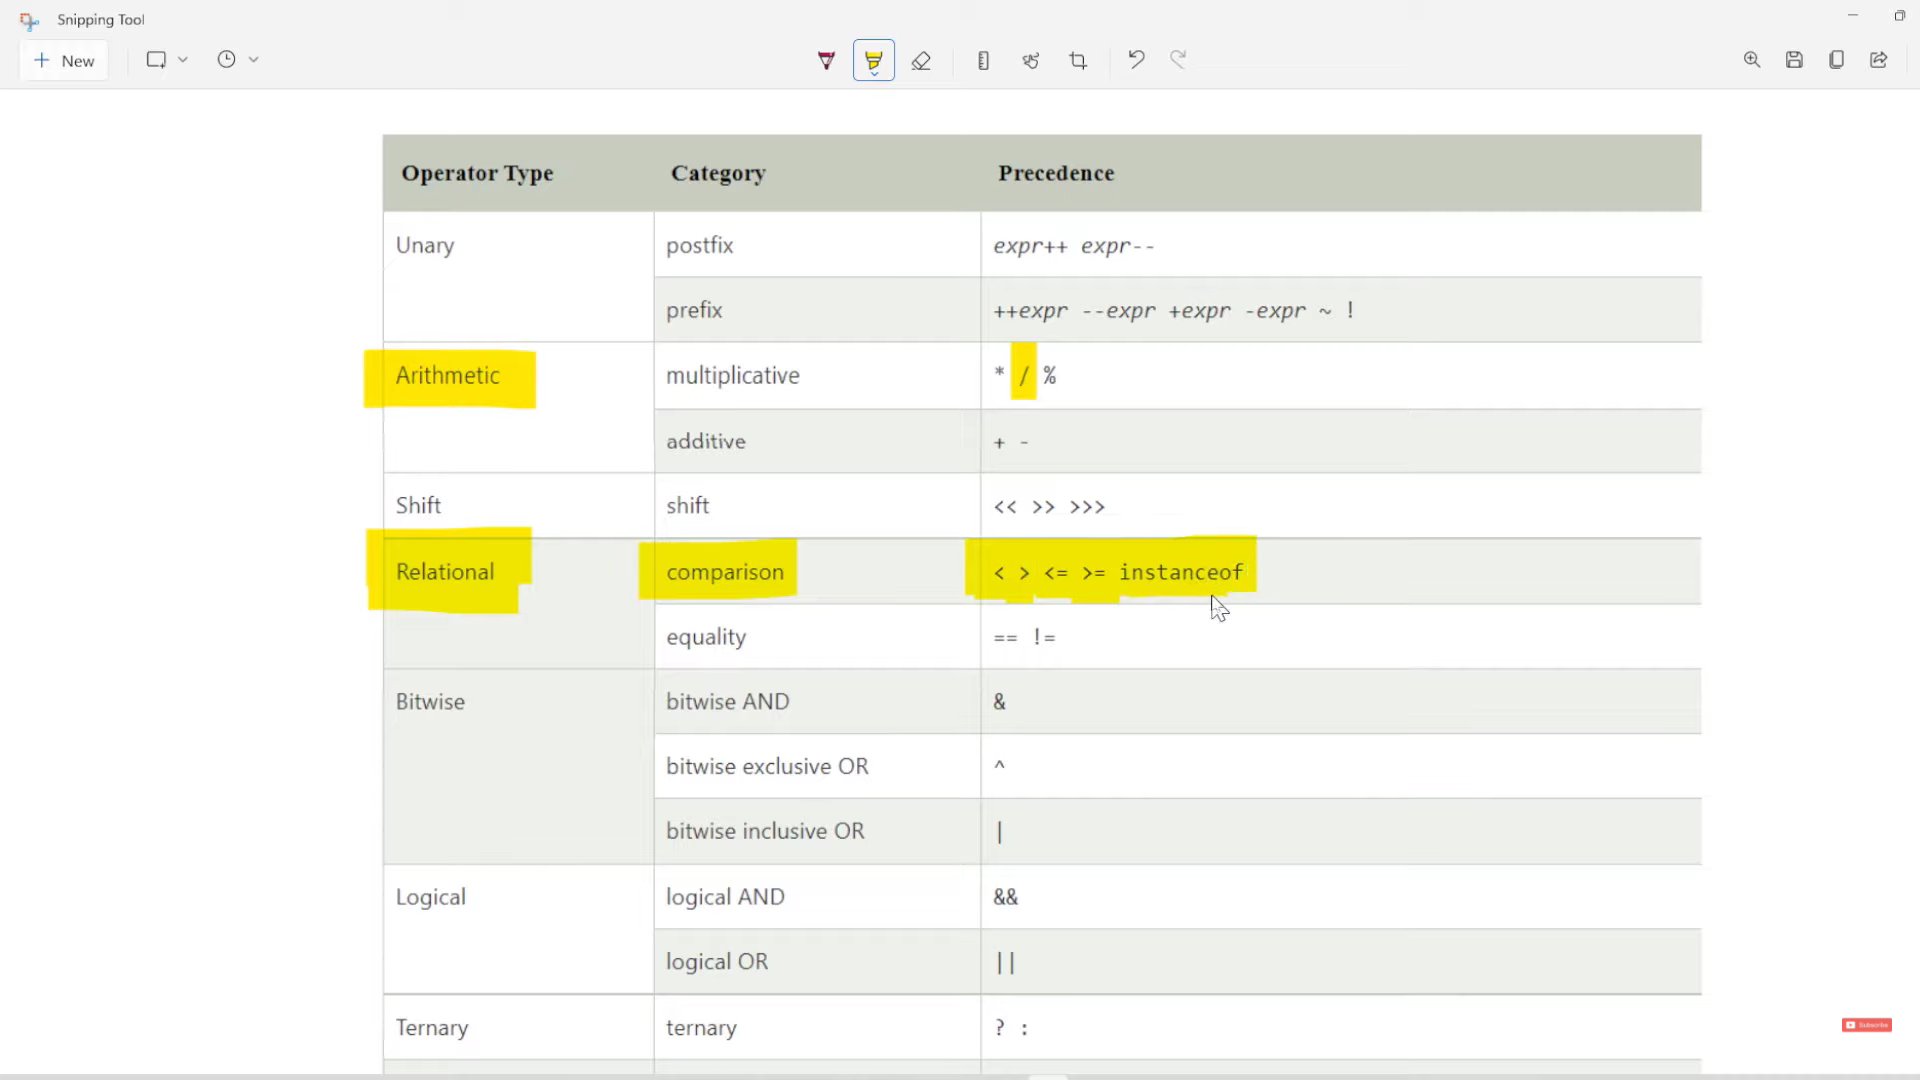 Snipping Tool
New
Operator Type Category Precedence
Unary postfix expr++ expr--
prefix ++expr --expr +expr -expr ~ !
Arithmetic multiplicative * / %
additive + -
Shift shift << >> >>>
Relational comparison < > <= >= instanceof
equality == !=
Bitwise bitwise AND &
bitwise exclusive OR ^
bitwise inclusive OR |
Logical logical AND &&
logical OR ||
Ternary ternary ? :
Subscribe